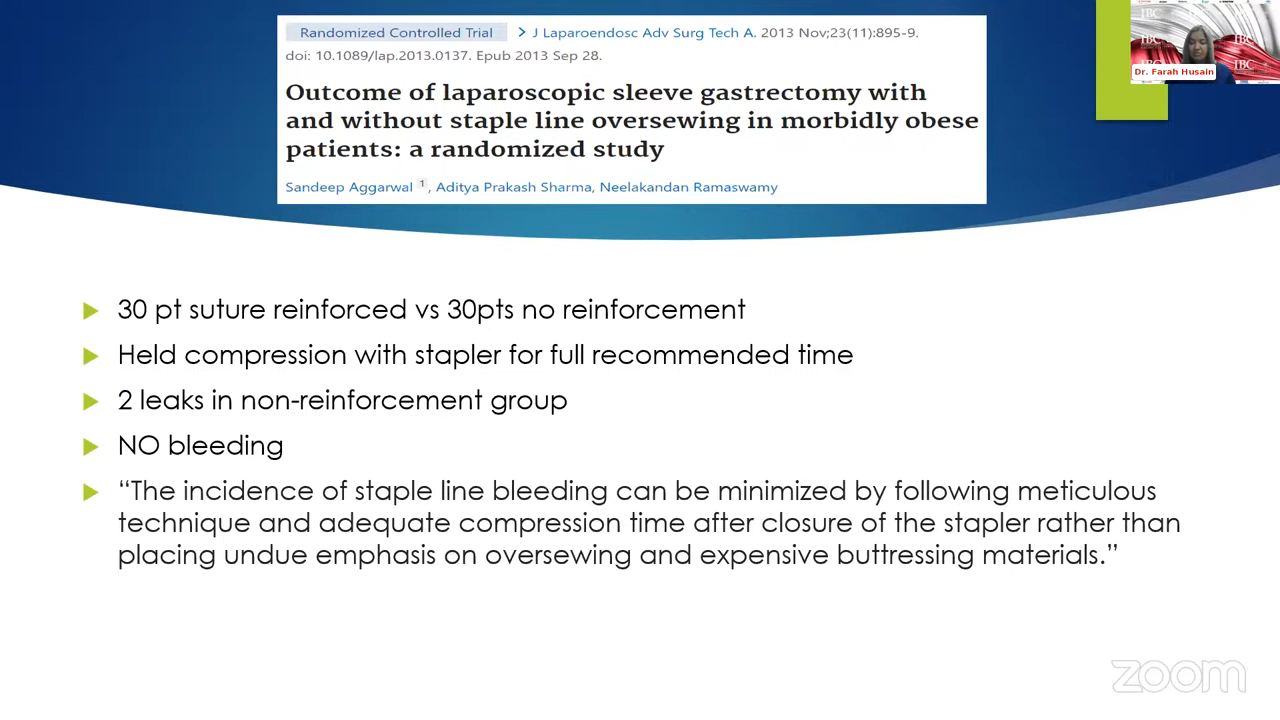 Randomized Controlled Trial > J Laparoendosc Adv Surg Tech A. 2013 Nov;23(11):895-9.
doi: 10.1089/lap.2013.0137. Epub 2013 Sep 28.
Outcome of laparoscopic sleeve gastrectomy with
and without staple line oversewing in morbidly obese
patients: a randomized study
Sandeep Aggarwal 1, Aditya Prakash Sharma, Neelakandan Ramaswamy
IBC
IBC
Dr. Farah Husain
30 pt suture reinforced vs 30pts no reinforcement
Held compression with stapler for full recommended time
2 leaks in non-reinforcement group
NO bleeding
“The incidence of staple line bleeding can be minimized by following meticulous
technique and adequate compression time after closure of the stapler rather than
placing undue emphasis on oversewing and expensive buttressing materials.”
zoom